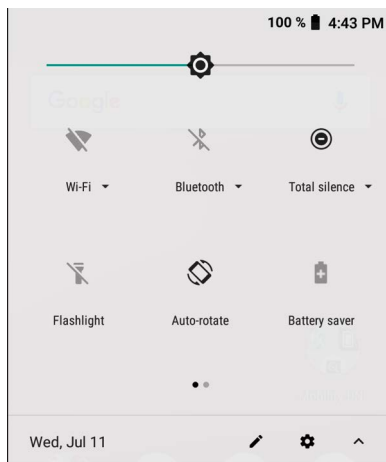 100 % 4:43 PM
Google
Wi-Fi Bluetooth Total silence
Flashlight Auto-rotate Battery saver
Wed, Jul 11